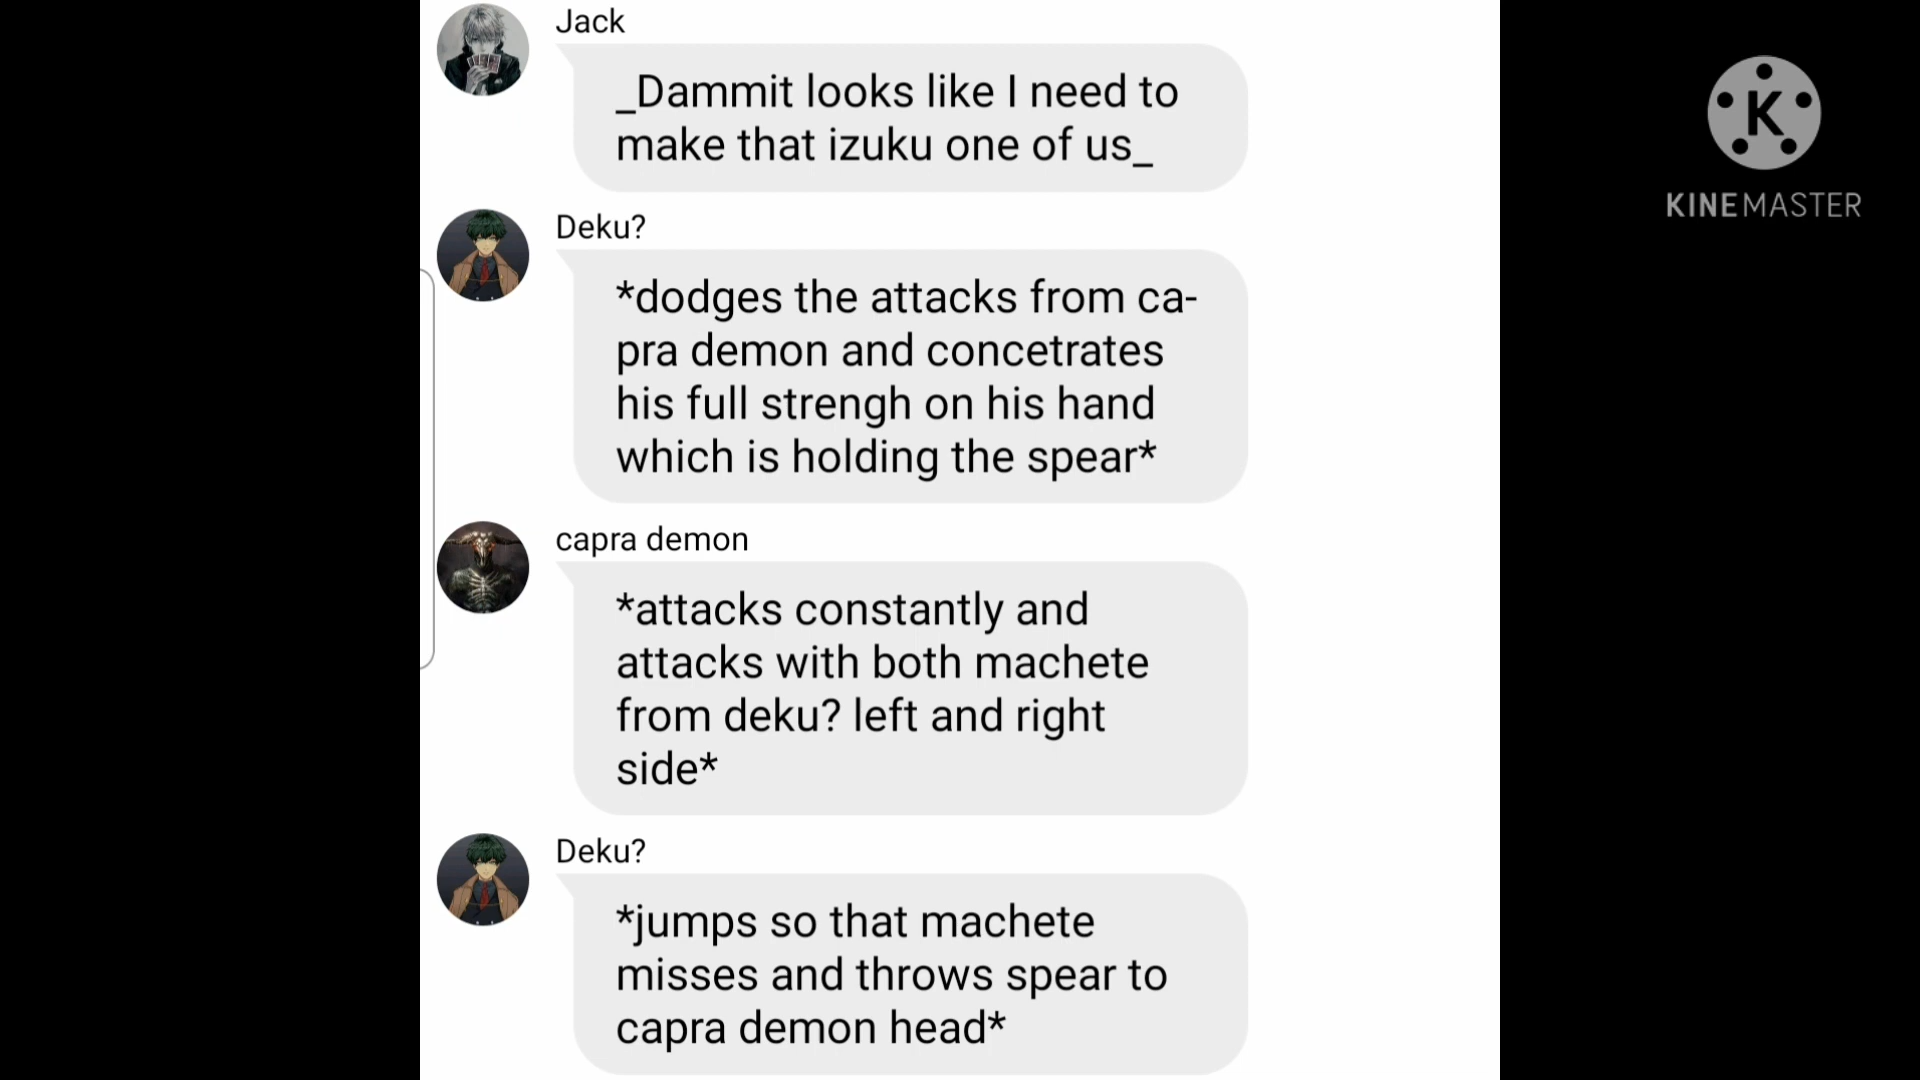 Jack
_Dammit looks like I need to
make that izuku one of us_
Deku?
*dodges the attacks from ca-
pra demon and concetrates
his full strengh on his hand
which is holding the spear*
capra demon
*attacks constantly and
attacks with both machete
from deku? left and right
side*
Deku?
*jumps so that machete
misses and throws spear to
capra demon head*
K
KINEMASTER